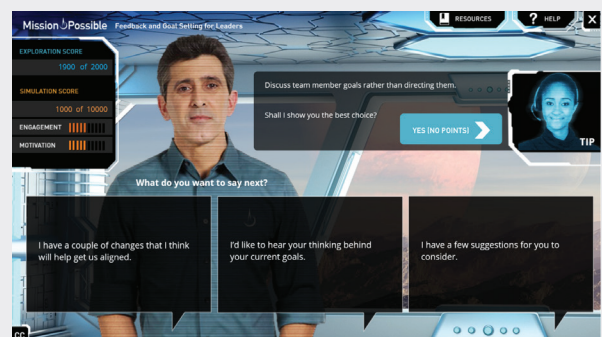 Mission Possible Feedback and Goal Setting for Leaders
RESOURCES
? HELP
X
EXPLORATION SCORE
1900 of 2000
SIMULATION SCORE
1000 of 10000
ENGAGEMENT
MOTIVATION
Discuss team member goals rather than directing them.
Shall I show you the best choice?
YES (NO POINTS)
TIP
What do you want to say next?
I have a couple of changes that I think
will help get us aligned.
I'd like to hear your thinking behind
your current goals.
I have a few suggestions for you to
consider.
CC